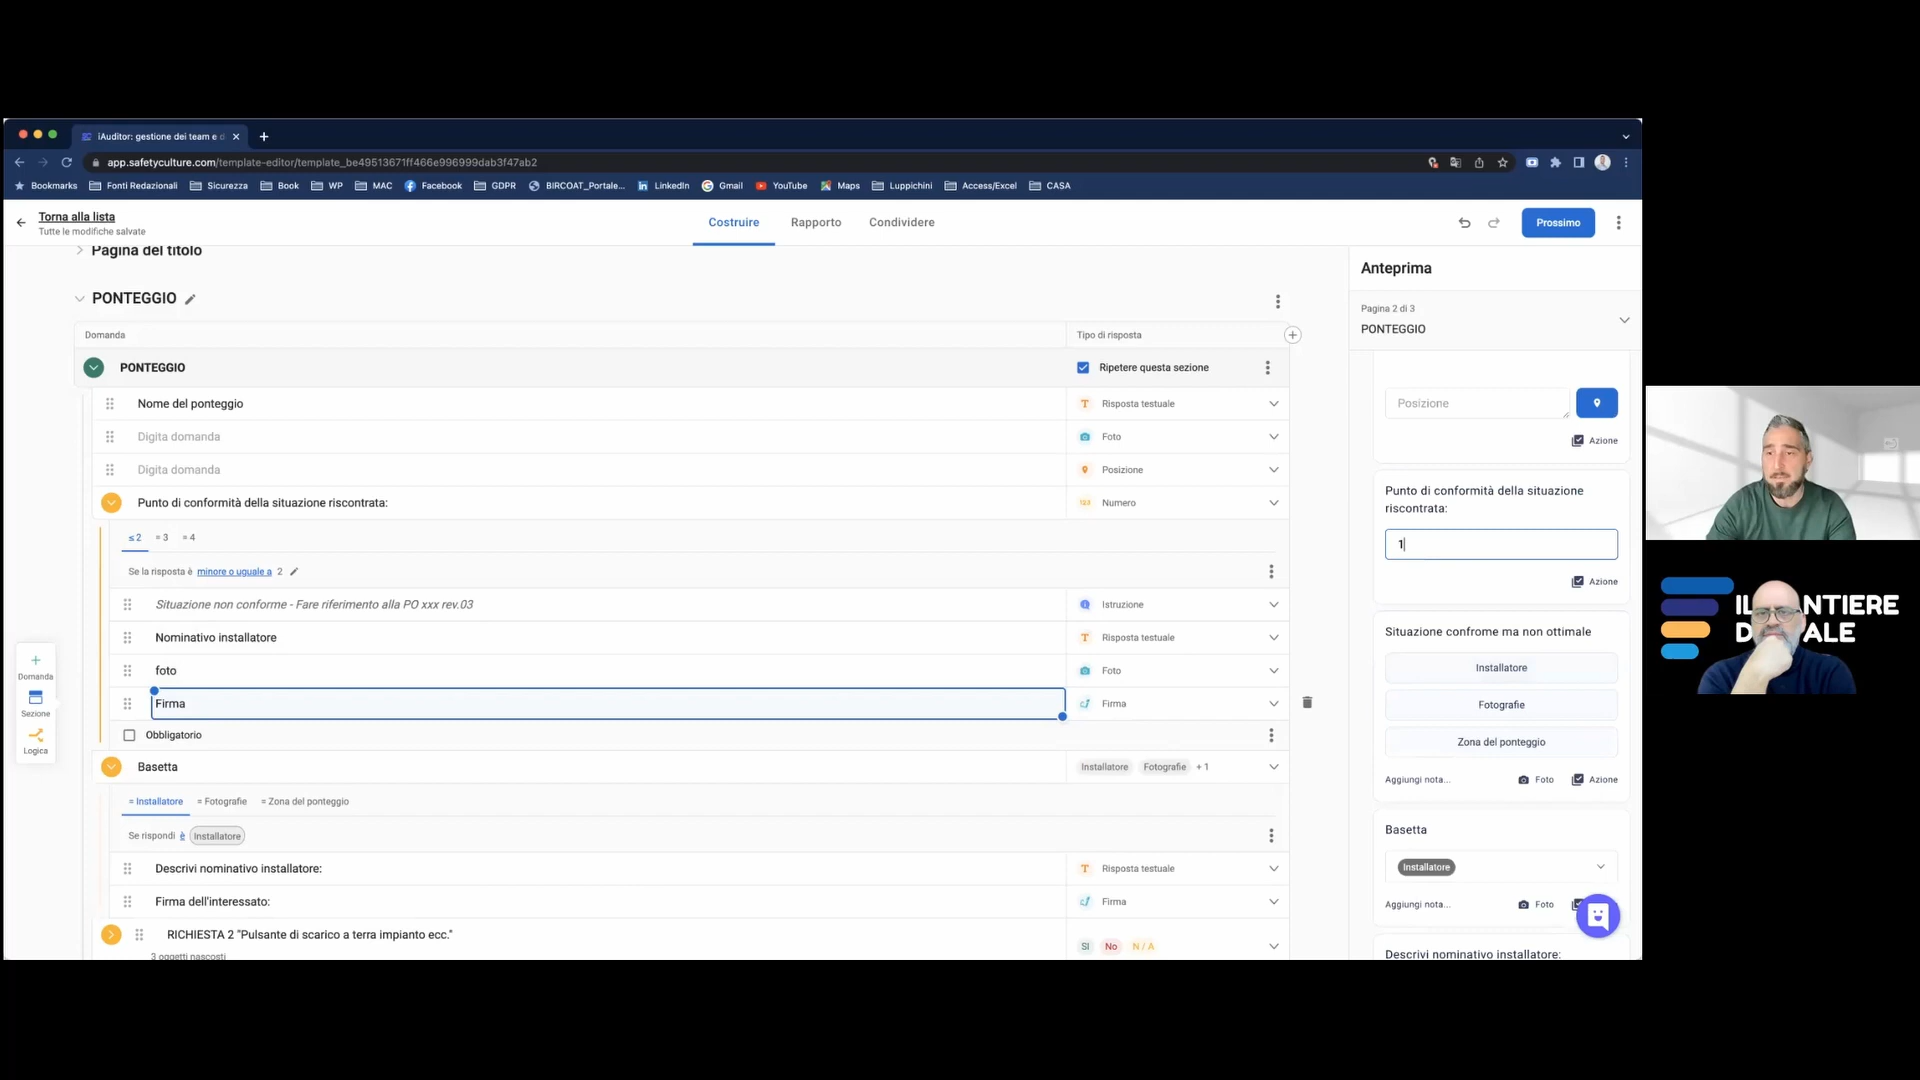 iAuditor: gestione dei team e d
app.safetyculture.com/template-editor/template_be49513671ff466e996999dab3f47ab2
Bookmarks Fonti Redazionali Sicurezza Book WP MAC Facebook GDPR BIRCOAT_Portale... LinkedIn Gmail YouTube Maps Luppichini Access/Excel CASA
Torna alla lista
Tutte le modifiche salvate
Costruire Rapporto Condividere
Prossimo
Pagina del titolo
PONTEGGIO
Domanda Tipo di risposta
PONTEGGIO Ripetere questa sezione
Nome del ponteggio Risposta testuale
Digita domanda Foto
Digita domanda Posizione
Punto di conformità della situazione riscontrata: Numero
≤ 2 = 3 = 4
Se la risposta è minore o uguale a 2
Situazione non conforme - Fare riferimento alla PO xxx rev.03 Istruzione
Nominativo installatore Risposta testuale
foto Foto
Firma Firma
Obbligatorio
Basetta Installatore Fotografie + 1
= Installatore = Fotografie = Zona del ponteggio
Se rispondi è Installatore
Descrivi nominativo installatore: Risposta testuale
Firma dell'interessato: Firma
RICHIESTA 2 "Pulsante di scarico a terra impianto ecc." SI No N / A
3 oggetti nascosti
Domanda
Sezione
Logica
Anteprima
Pagina 2 di 3
PONTEGGIO
Posizione
Azione
Punto di conformità della situazione
riscontrata:
1
Azione
Situazione confrome ma non ottimale
Installatore
Fotografie
Zona del ponteggio
Aggiungi nota... Foto Azione
Basetta
Installatore
Aggiungi nota... Foto
Descrivi nominativo installatore: